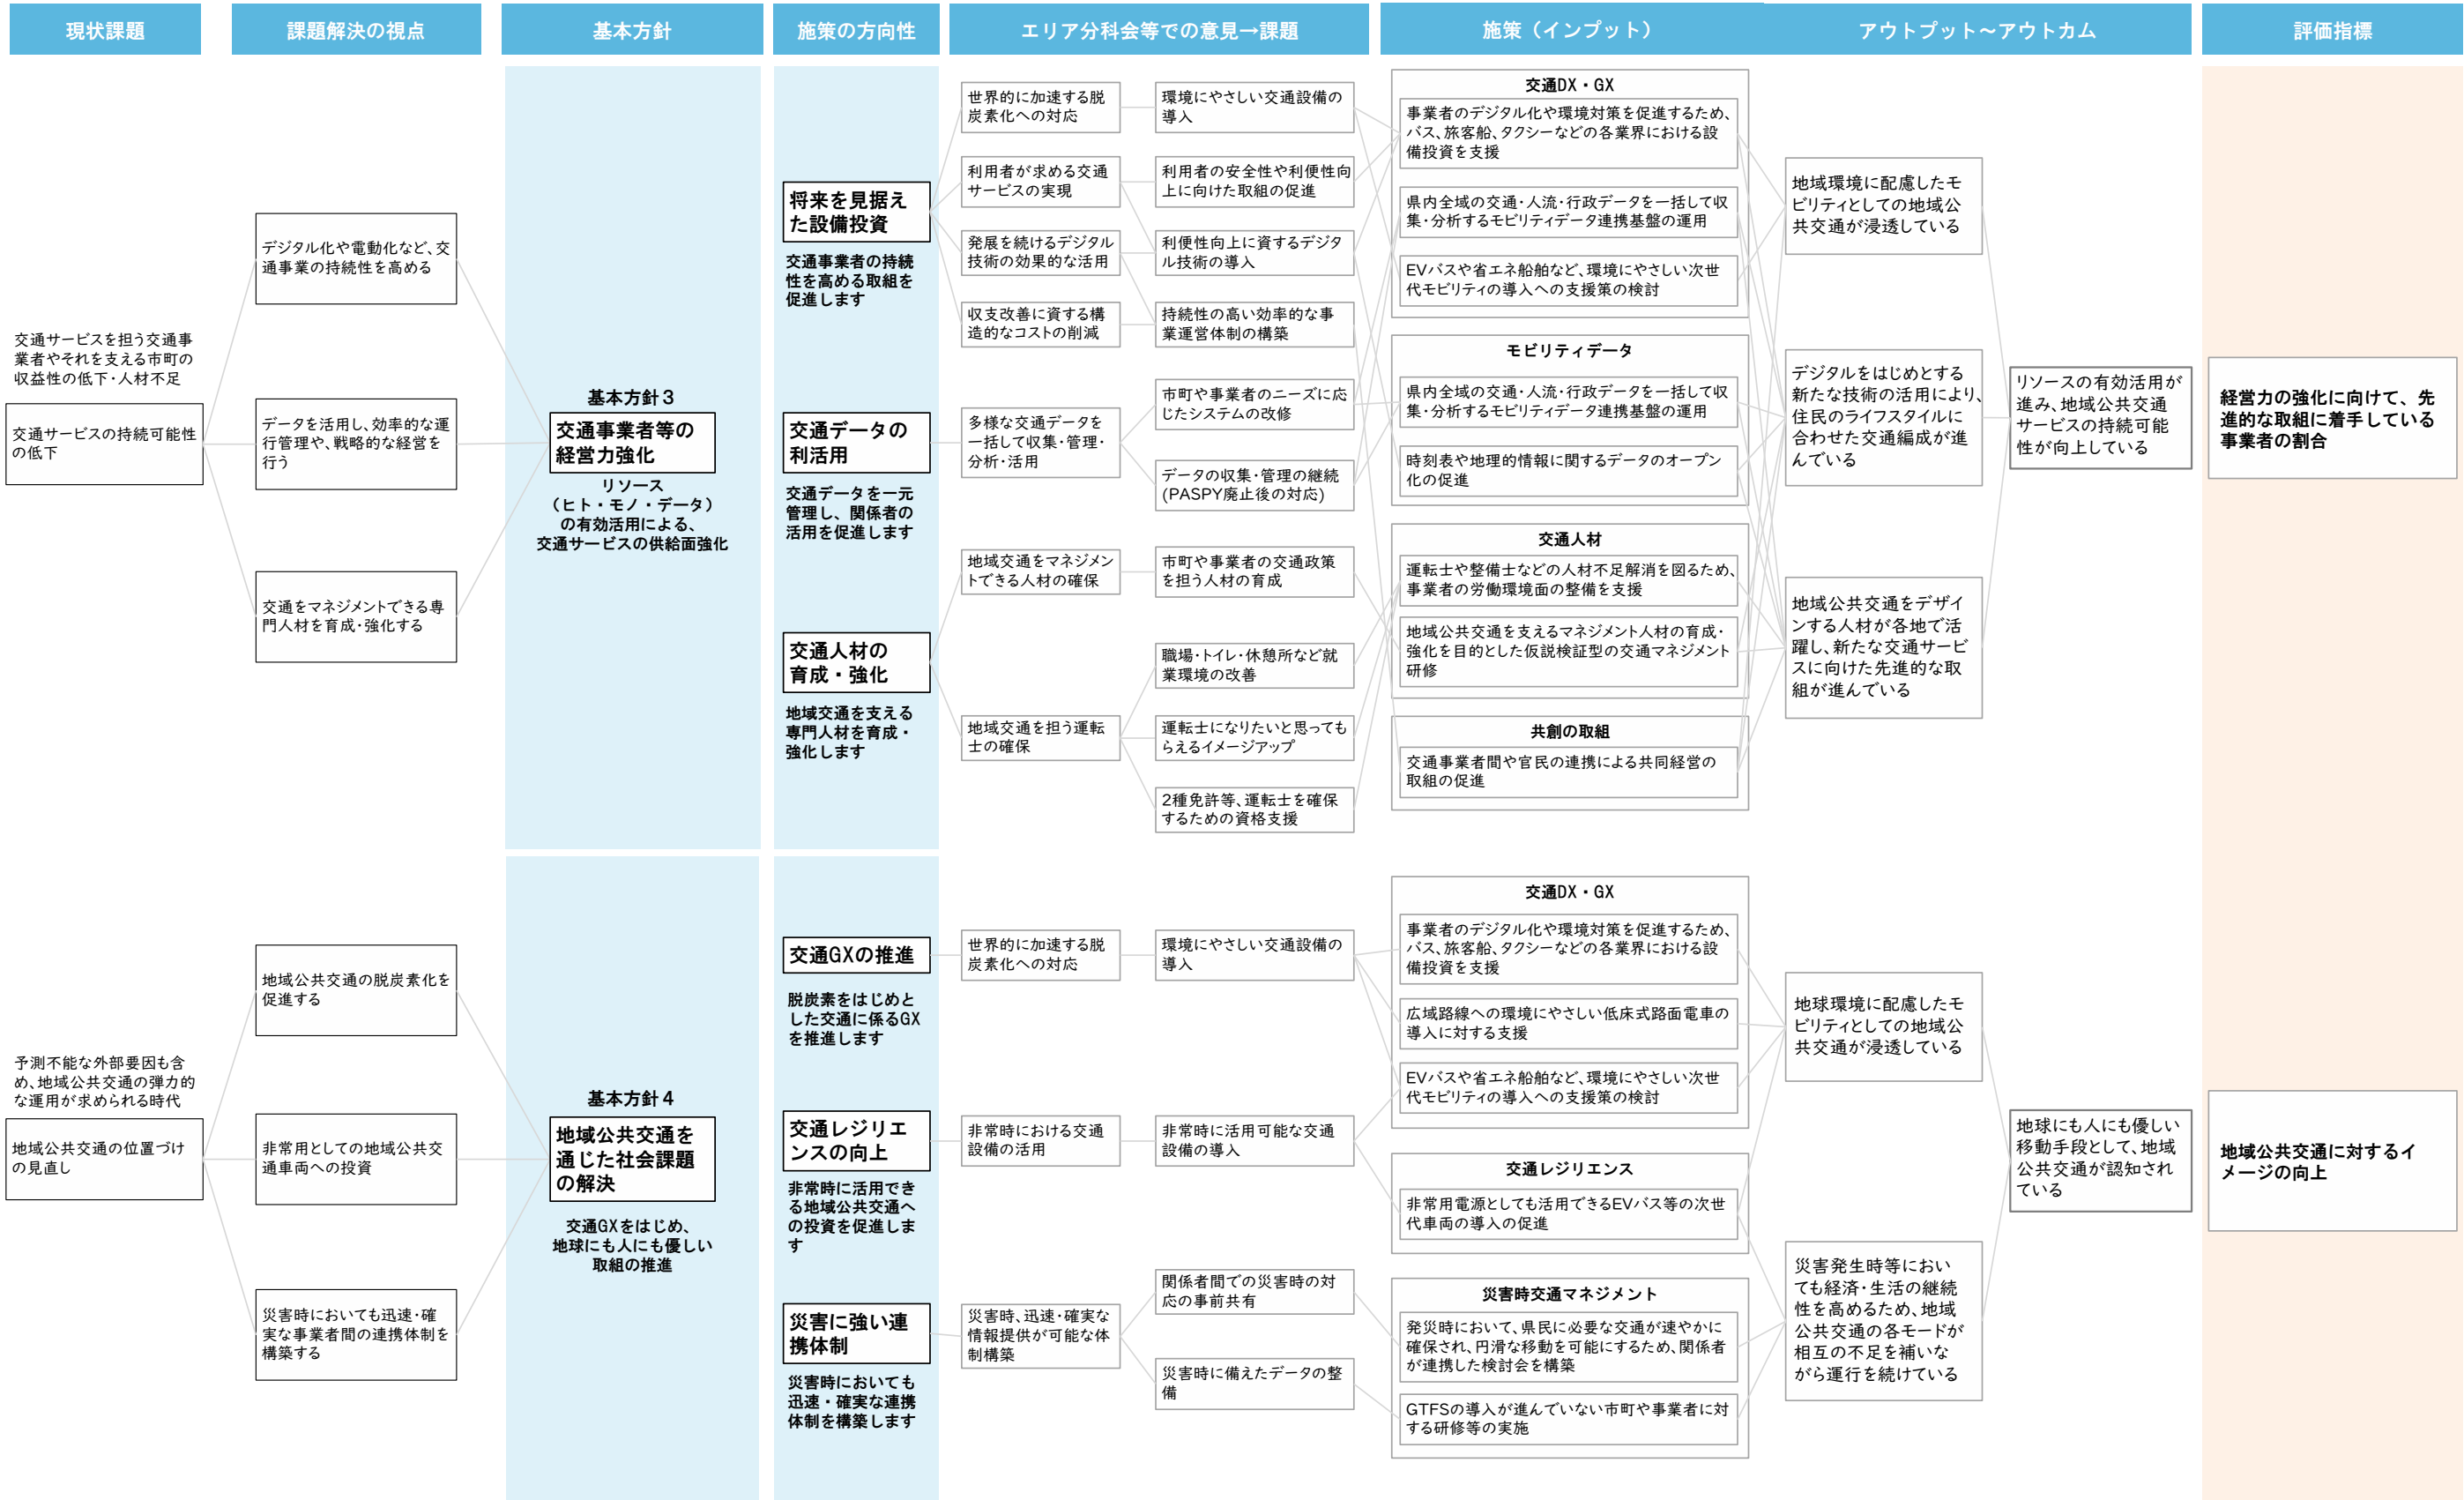 現状課題
課題解決の視点
基本方針
施策の方向性
エリア分科会等での意見→課題
施策（インプット）
アウトプット～アウトカム
評価指標
交通サービスを担う交通事
業者やそれを支える市町の
収益性の低下・人材不足
交通サービスの持続可能性
の低下
デジタル化や電動化など、交
通事業の持続性を高める
データを活用し、効率的な運
行管理や、戦略的な経営を
行う
交通をマネジメントできる専
門人材を育成・強化する
基本方針３
交通事業者等の
経営力強化
リソース
（ヒト・モノ・データ）
の有効活用による、
交通サービスの供給面強化
将来を見据え
た設備投資
交通事業者の持続
性を高める取組を
促進します
交通データの
利活用
交通データを一元
管理し、関係者の
活用を促進します
交通人材の
育成・強化
地域交通を支える
専門人材を育成・
強化します
世界的に加速する脱
炭素化への対応
利用者が求める交通
サービスの実現
発展を続けるデジタル
技術の効果的な活用
収支改善に資する構
造的なコストの削減
多様な交通データを
一括して収集・管理・
分析・活用
地域交通をマネジメン
トできる人材の確保
地域交通を担う運転
士の確保
環境にやさしい交通設備の
導入
利用者の安全性や利便性向
上に向けた取組の促進
利便性向上に資するデジタ
ル技術の導入
持続性の高い効率的な事
業運営体制の構築
市町や事業者のニーズに応
じたシステムの改修
データの収集・管理の継続
(PASPY廃止後の対応)
市町や事業者の交通政策
を担う人材の育成
職場・トイレ・休憩所など就
業環境の改善
運転士になりたいと思っても
らえるイメージアップ
2種免許等、運転士を確保
するための資格支援
交通DX・GX
事業者のデジタル化や環境対策を促進するため、
バス、旅客船、タクシーなどの各業界における設
備投資を支援
県内全域の交通・人流・行政データを一括して収
集・分析するモビリティデータ連携基盤の運用
EVバスや省エネ船舶など、環境にやさしい次世
代モビリティの導入への支援策の検討
モビリティデータ
県内全域の交通・人流・行政データを一括して収
集・分析するモビリティデータ連携基盤の運用
時刻表や地理的情報に関するデータのオープン
化の促進
交通人材
運転士や整備士などの人材不足解消を図るため、
事業者の労働環境面の整備を支援
地域公共交通を支えるマネジメント人材の育成・
強化を目的とした仮説検証型の交通マネジメント
研修
共創の取組
交通事業者間や官民の連携による共同経営の
取組の促進
地域環境に配慮したモ
ビリティとしての地域公
共交通が浸透している
デジタルをはじめとする
新たな技術の活用により、
住民のライフスタイルに
合わせた交通編成が進
んでいる
地域公共交通をデザイ
ンする人材が各地で活
躍し、新たな交通サービ
スに向けた先進的な取
組が進んでいる
リソースの有効活用が
進み、地域公共交通
サービスの持続可能
性が向上している
経営力の強化に向けて、先
進的な取組に着手している
事業者の割合
予測不能な外部要因も含
め、地域公共交通の弾力的
な運用が求められる時代
地域公共交通の位置づけ
の見直し
地域公共交通の脱炭素化を
促進する
非常用としての地域公共交
通車両への投資
災害時においても迅速・確
実な事業者間の連携体制を
構築する
基本方針４
地域公共交通を
通じた社会課題
の解決
交通GXをはじめ、
地球にも人にも優しい
取組の推進
交通GXの推進
脱炭素をはじめと
した交通に係るGX
を推進します
交通レジリエ
ンスの向上
非常時に活用でき
る地域公共交通へ
の投資を促進しま
す
災害に強い連
携体制
災害時においても
迅速・確実な連携
体制を構築します
世界的に加速する脱
炭素化への対応
非常時における交通
設備の活用
災害時、迅速・確実な
情報提供が可能な体
制構築
環境にやさしい交通設備の
導入
非常時に活用可能な交通
設備の導入
関係者間での災害時の対
応の事前共有
災害時に備えたデータの整
備
交通DX・GX
事業者のデジタル化や環境対策を促進するため、
バス、旅客船、タクシーなどの各業界における設
備投資を支援
広域路線への環境にやさしい低床式路面電車の
導入に対する支援
EVバスや省エネ船舶など、環境にやさしい次世
代モビリティの導入への支援策の検討
交通レジリエンス
非常用電源としても活用できるEVバス等の次世
代車両の導入の促進
災害時交通マネジメント
発災時において、県民に必要な交通が速やかに
確保され、円滑な移動を可能にするため、関係者
が連携した検討会を構築
GTFSの導入が進んでいない市町や事業者に対
する研修等の実施
地球環境に配慮したモ
ビリティとしての地域公
共交通が浸透している
災害発生時等におい
ても経済・生活の継続
性を高めるため、地域
公共交通の各モードが
相互の不足を補いな
がら運行を続けている
地球にも人にも優しい
移動手段として、地域
公共交通が認知され
ている
地域公共交通に対するイ
メージの向上